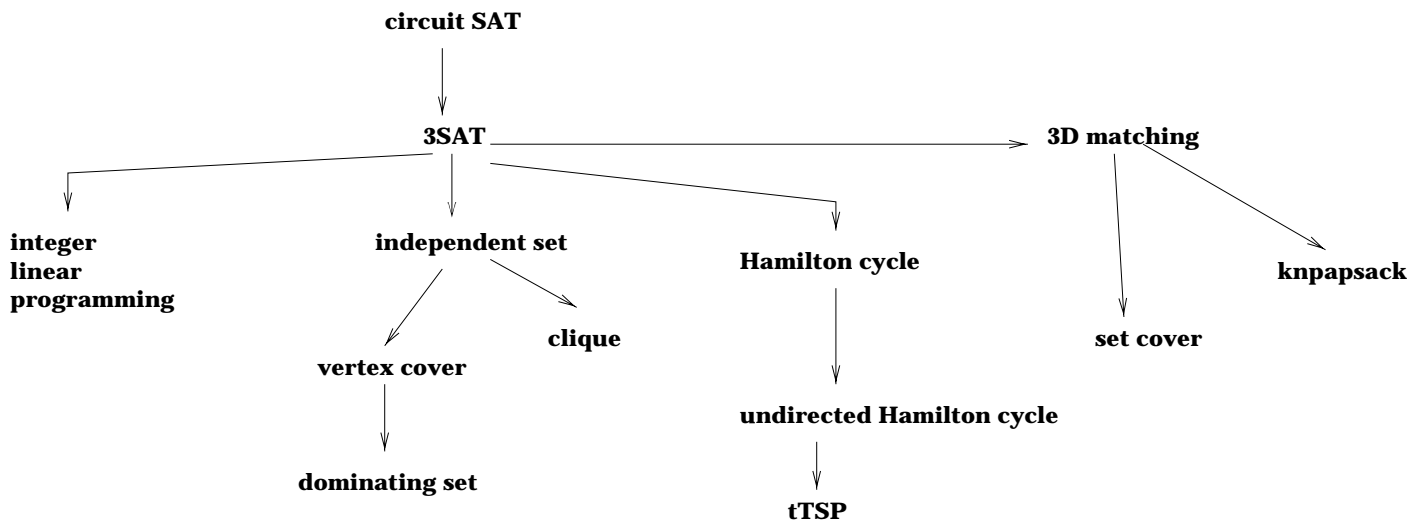 circuit SAT
3SAT
3D matching
integer
linear
programming
independent set
Hamilton cycle
knpapsack
clique
set cover
vertex cover
undirected Hamilton cycle
dominating set
tTSP